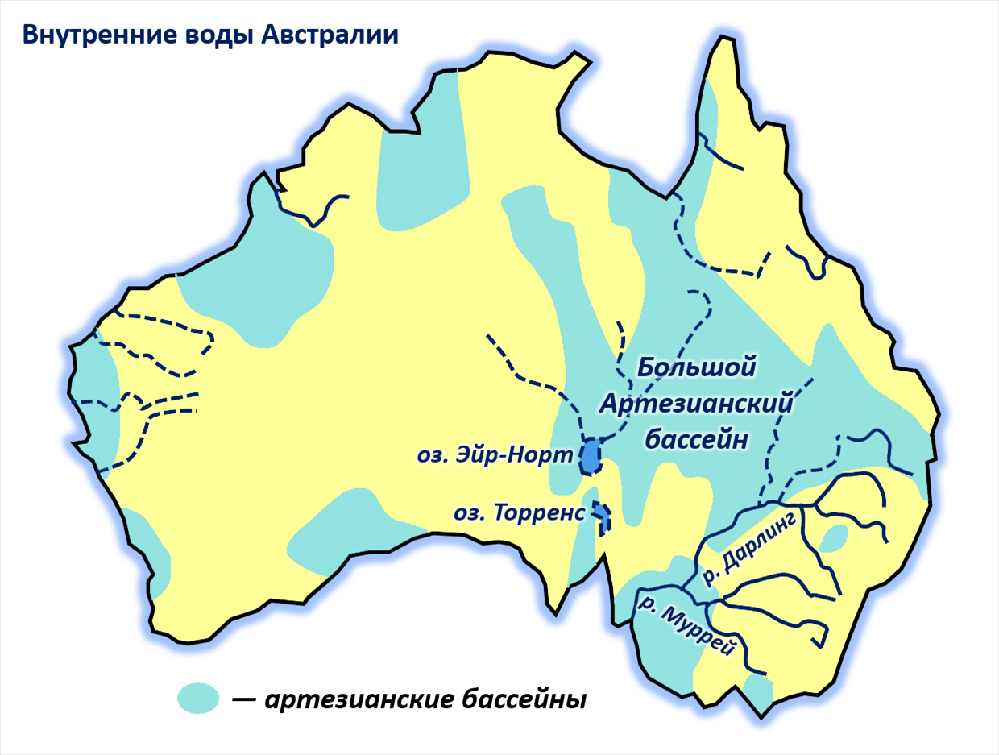 Внутренние воды Австралии
Большой
Артезианский
бассейн
оз. Эйр-Норт
оз. Торренс
р. Дарлинг
р. Муррей
— артезианские бассейны